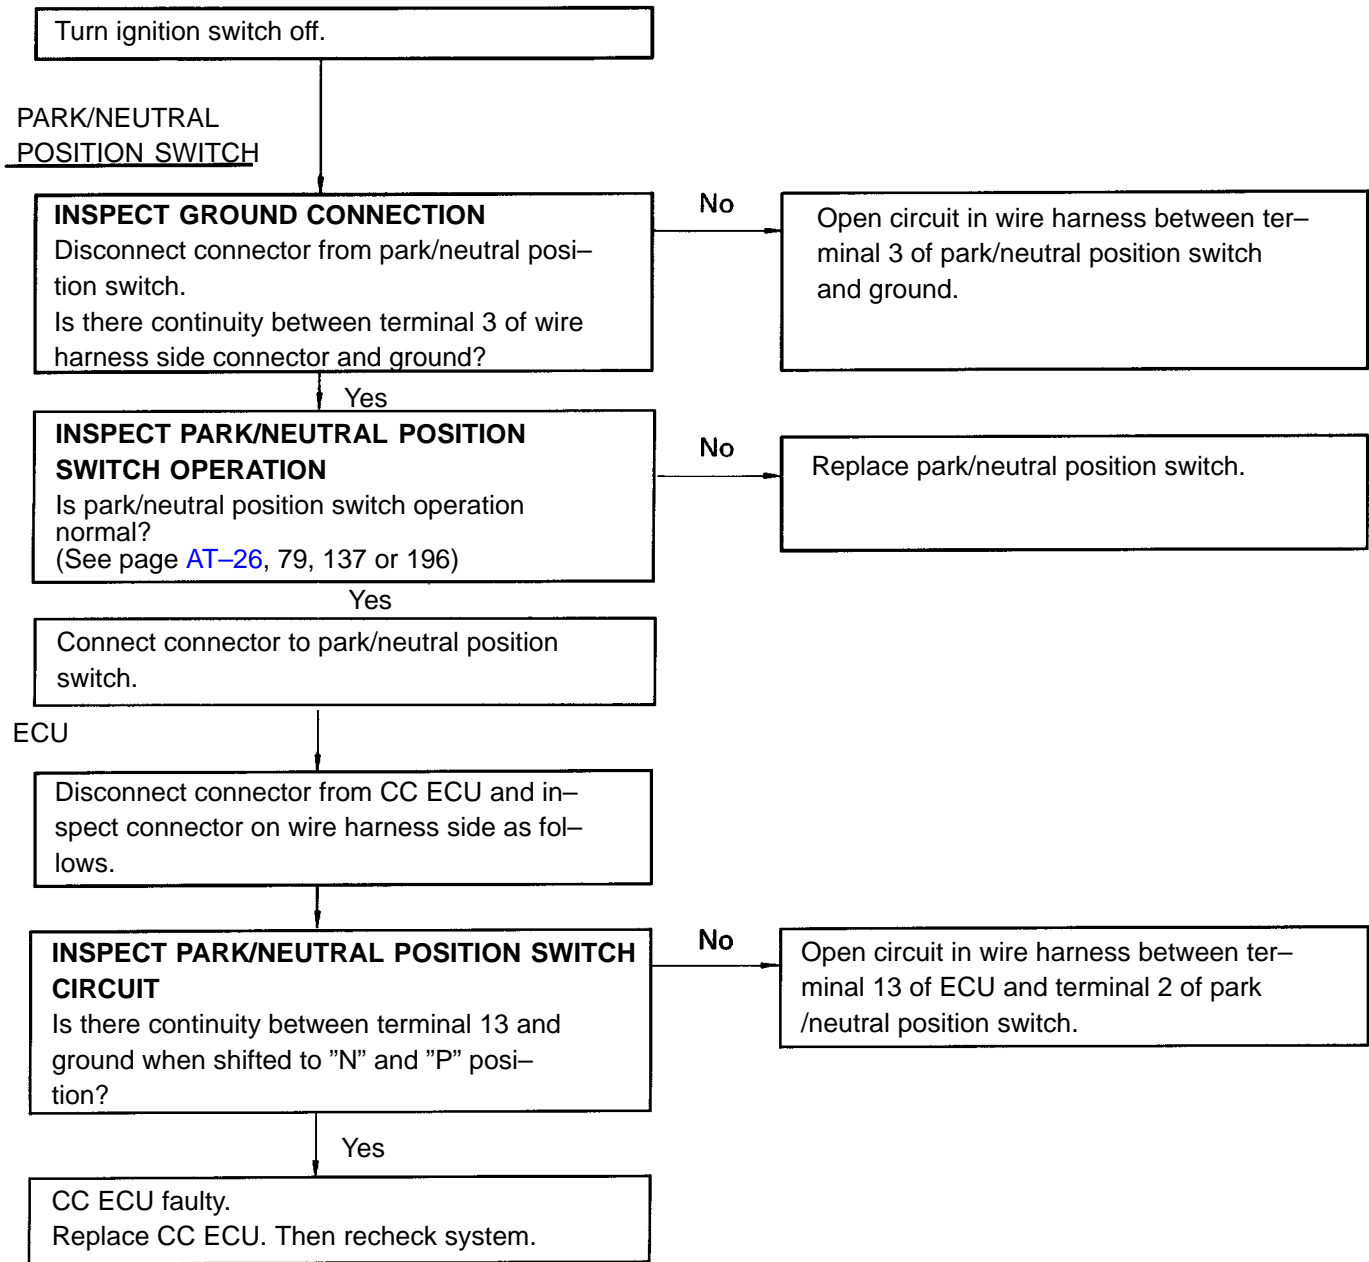 Turn ignition switch off.
PARK/NEUTRAL
POSITION SWITCH
INSPECT GROUND CONNECTION
Disconnect connector from park/neutral posi–
tion switch.
Is there continuity between terminal 3 of wire
harness side connector and ground?
No
Open circuit in wire harness between ter–
minal 3 of park/neutral position switch
and ground.
Yes
INSPECT PARK/NEUTRAL POSITION
SWITCH OPERATION
Is park/neutral position switch operation
normal?
(See page AT–26, 79, 137 or 196)
No
Replace park/neutral position switch.
Yes
Connect connector to park/neutral position
switch.
ECU
Disconnect connector from CC ECU and in–
spect connector on wire harness side as fol–
lows.
INSPECT PARK/NEUTRAL POSITION SWITCH
CIRCUIT
Is there continuity between terminal 13 and
ground when shifted to ”N” and ”P” posi–
tion?
No
Open circuit in wire harness between ter–
minal 13 of ECU and terminal 2 of park
/neutral position switch.
Yes
CC ECU faulty.
Replace CC ECU. Then recheck system.